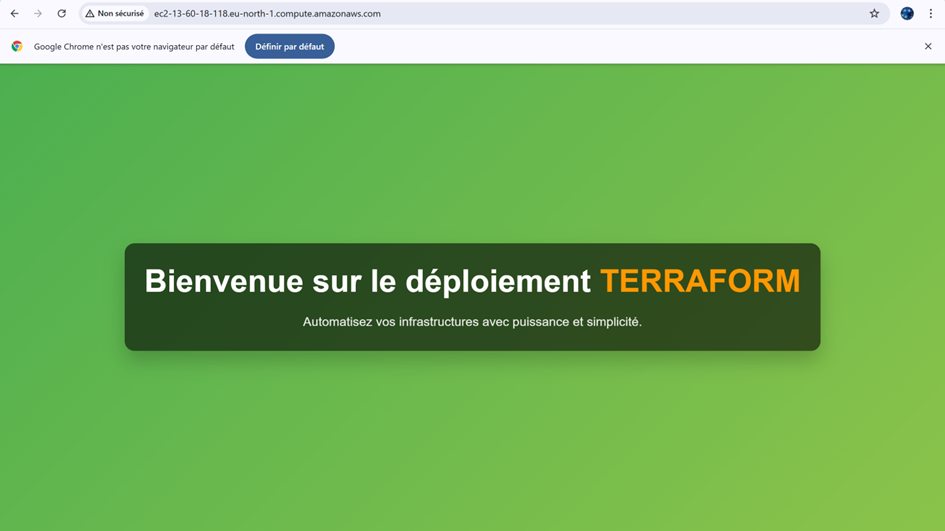 Non sécurisé ec2-13-60-18-118.eu-north-1.compute.amazonaws.com
Google Chrome n'est pas votre navigateur par défaut Définir par défaut
Bienvenue sur le déploiement TERRAFORM
Automatisez vos infrastructures avec puissance et simplicité.